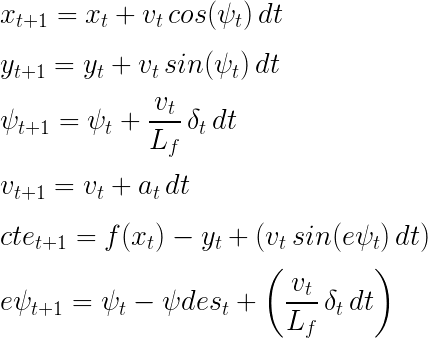 x_{t+1} = x_t + v_t cos(ψ_t) dt
y_{t+1} = y_t + v_t sin(ψ_t) dt
ψ_{t+1} = ψ_t + \frac{v_t}{L_f} δ_t dt
v_{t+1} = v_t + a_t dt
cte_{t+1} = f(x_t) − y_t + (v_t sin(eψ_t) dt)
eψ_{t+1} = ψ_t − ψdes_t + (\frac{v_t}{L_f} δ_t dt)